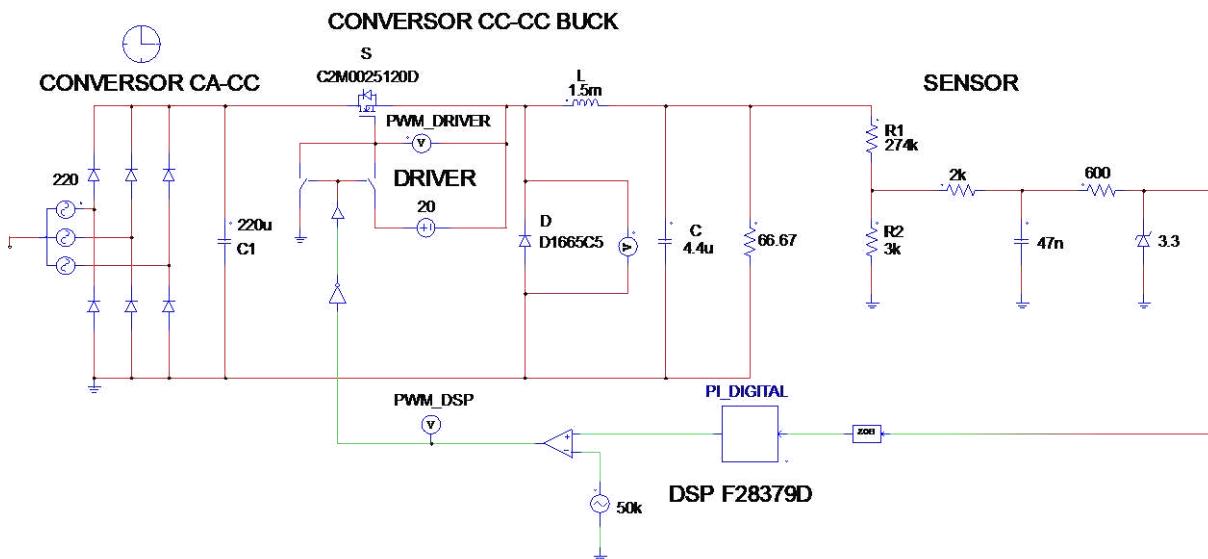 CONVERSOR CC-CC BUCK
S
C2M0025120D
L
1.5m
CONVERSOR CA-CC
SENSOR
PWM_DRIVER
V
R1
274k
220
DRIVER
2k
600
20
220u
C1
D
D1665C5
V
C
4.4u
66.67
R2
3k
47n
3.3
PI_DIGITAL
PWM_DSP
V
ZOH
DSP F28379D
50k